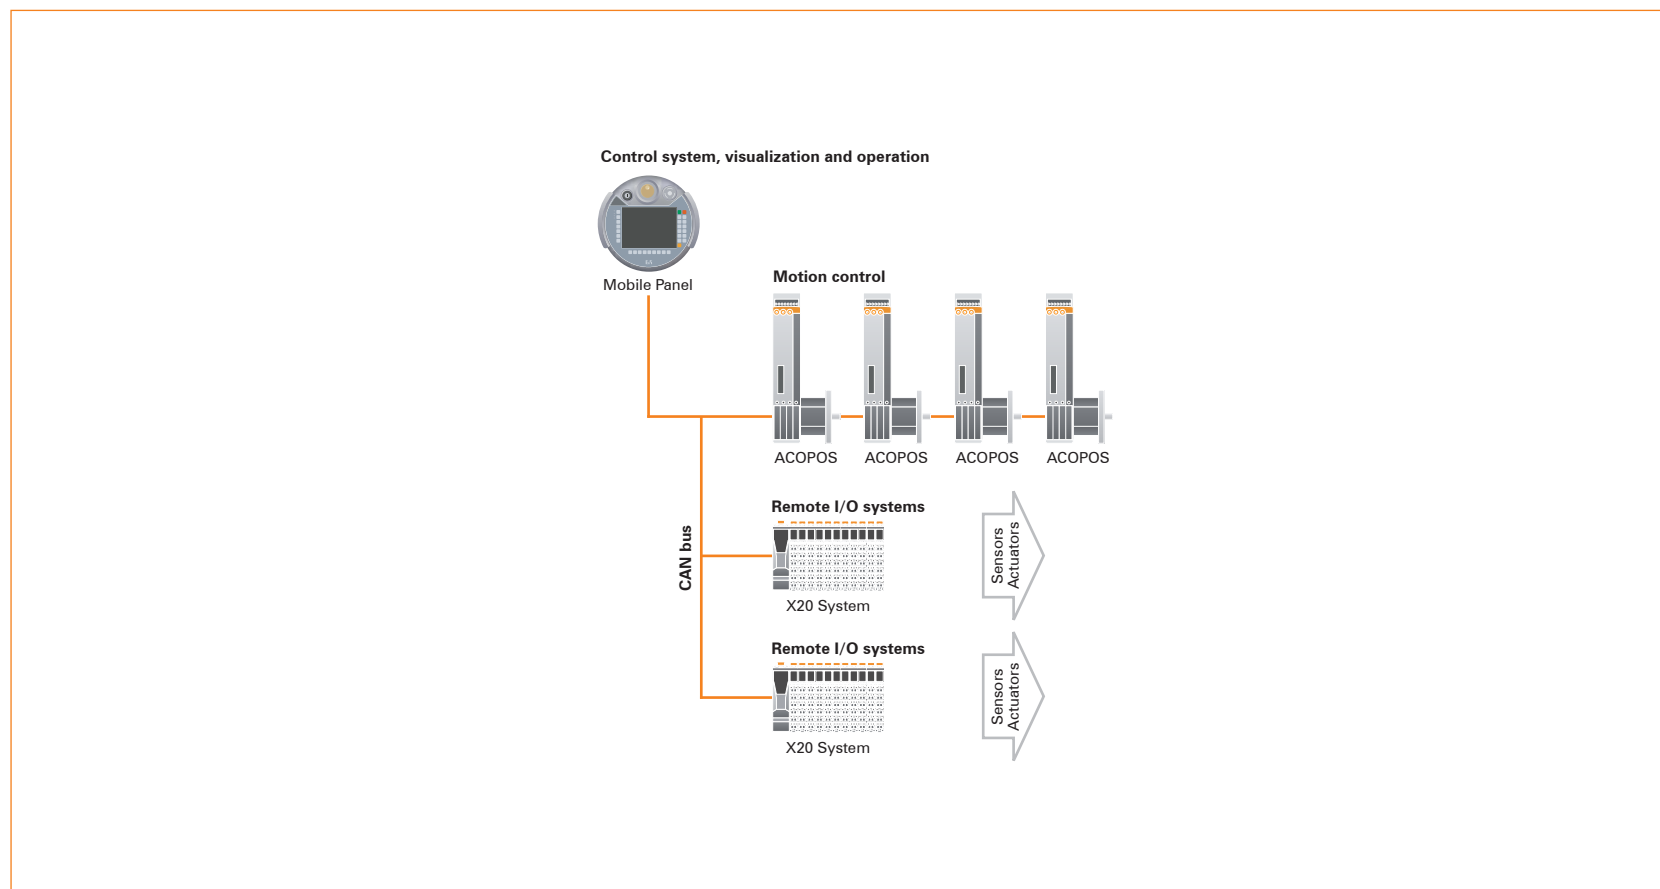 Control system, visualization and operation
Mobile Panel
Motion control
ACOPOS ACOPOS ACOPOS ACOPOS
CAN bus
Remote I/O systems
X20 System
Sensors
Actuators
Remote I/O systems
X20 System
Sensors
Actuators